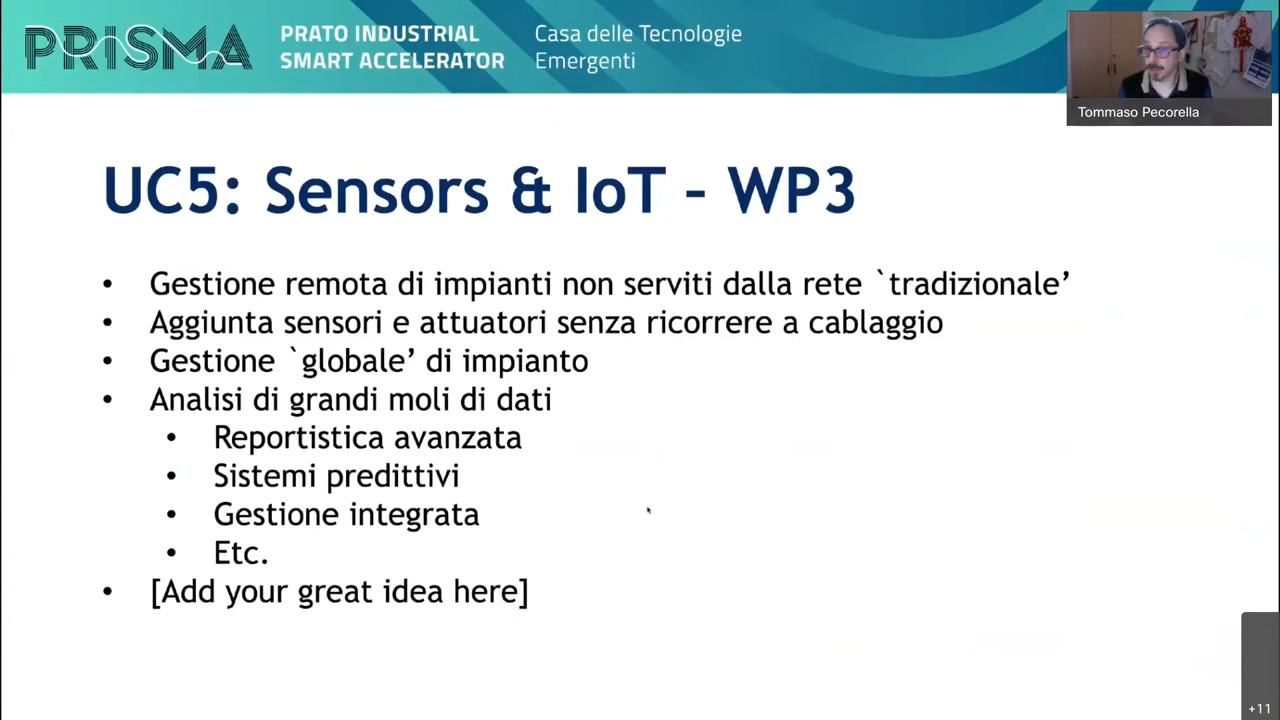 PRISMA
PRATO INDUSTRIAL
SMART ACCELERATOR
Casa delle Tecnologie
Emergenti
Tommaso Pecorella
UC5: Sensors & IoT – WP3
• Gestione remota di impianti non serviti dalla rete `tradizionale’
• Aggiunta sensori e attuatori senza ricorrere a cablaggio
• Gestione `globale’ di impianto
• Analisi di grandi moli di dati
• Reportistica avanzata
• Sistemi predittivi
• Gestione integrata
• Etc.
• [Add your great idea here]
+11